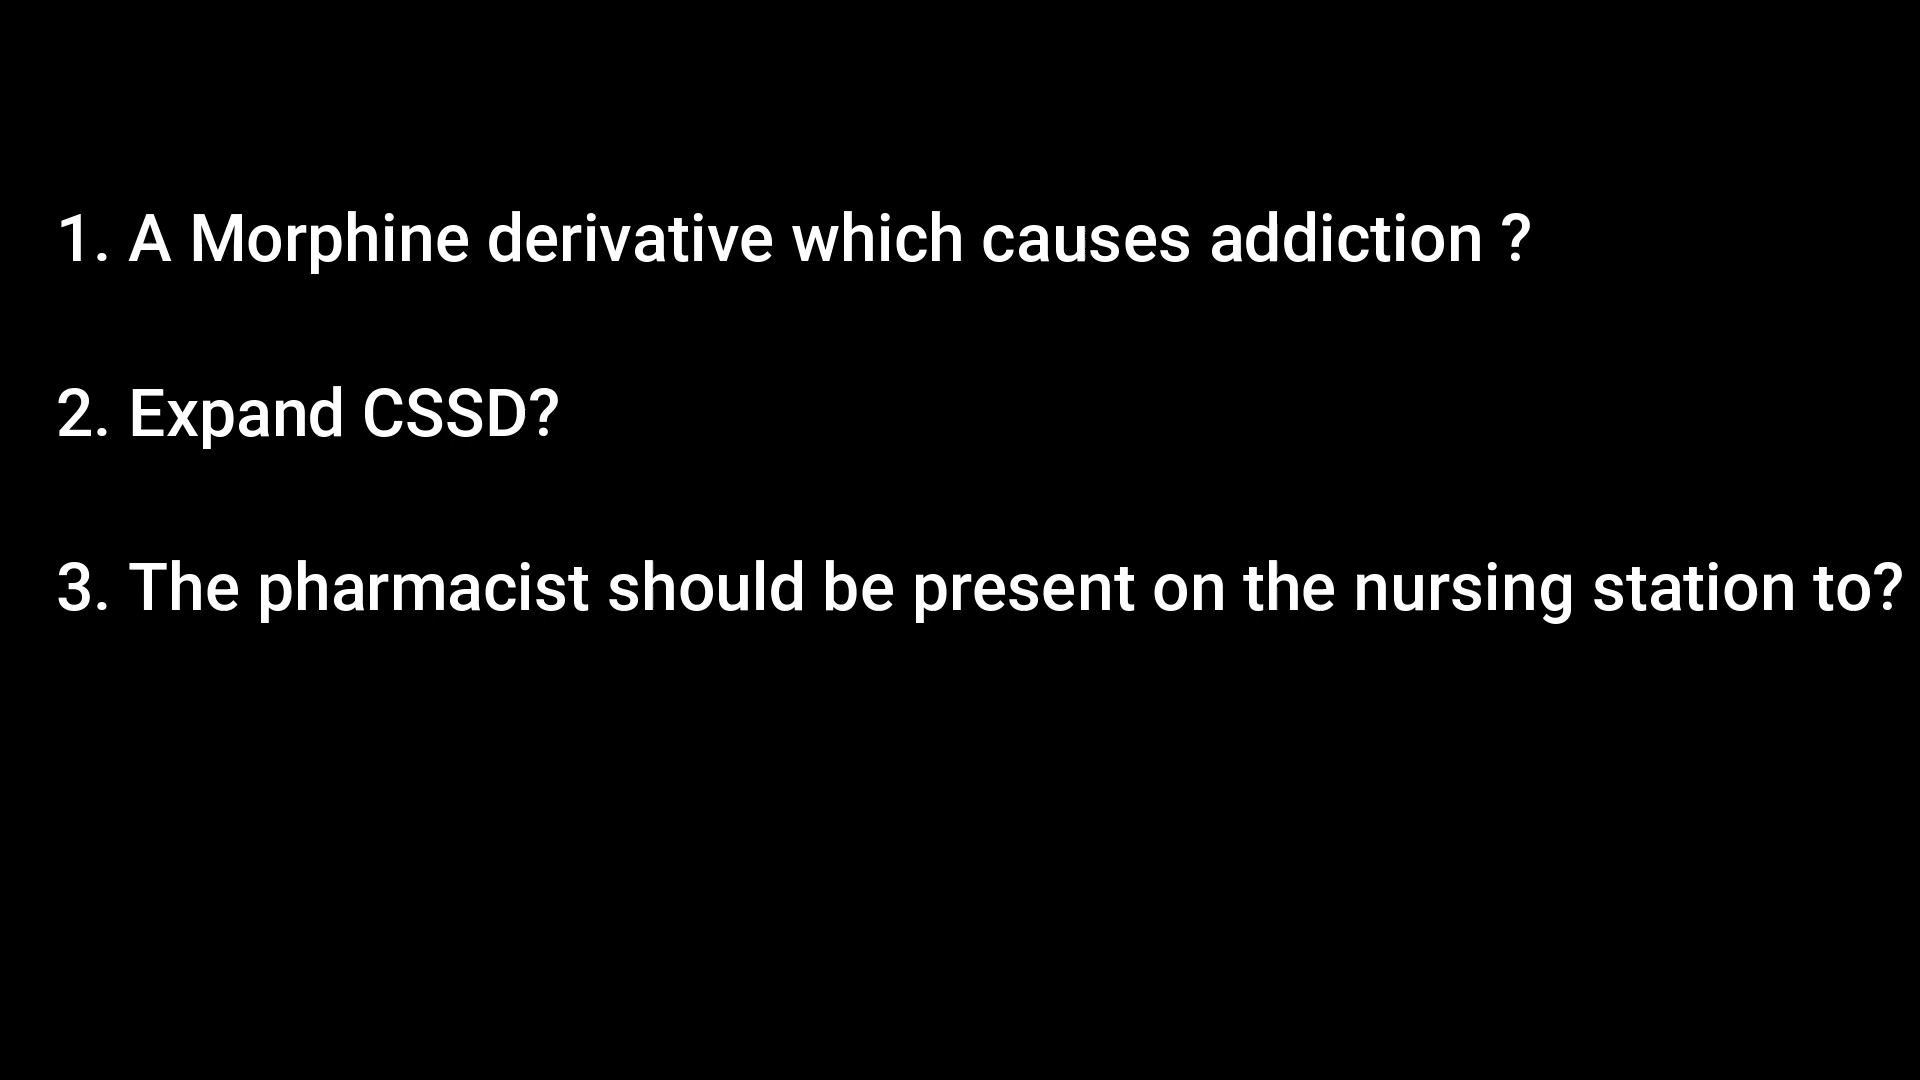 1. A Morphine derivative which causes addiction ?
2. Expand CSSD?
3. The pharmacist should be present on the nursing station to?